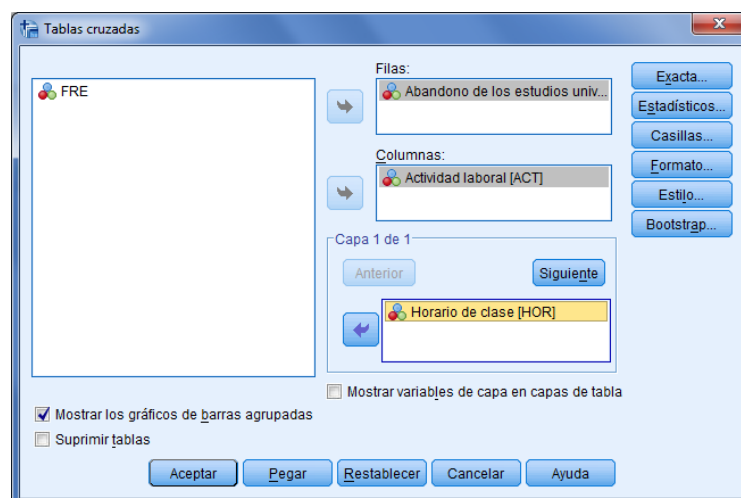 Tablas cruzadas
FRE
Filas:
Abandono de los estudios univ...
Columnas:
Actividad laboral [ACT]
Capa 1 de 1
Anterior
Siguiente
Horario de clase [HOR]
Mostrar variables de capa en capas de tabla
Exacta...
Estadísticos...
Casillas...
Formato...
Estilo...
Bootstrap...
Mostrar los gráficos de barras agrupadas
Suprimir tablas
Aceptar Pegar Restablecer Cancelar Ayuda